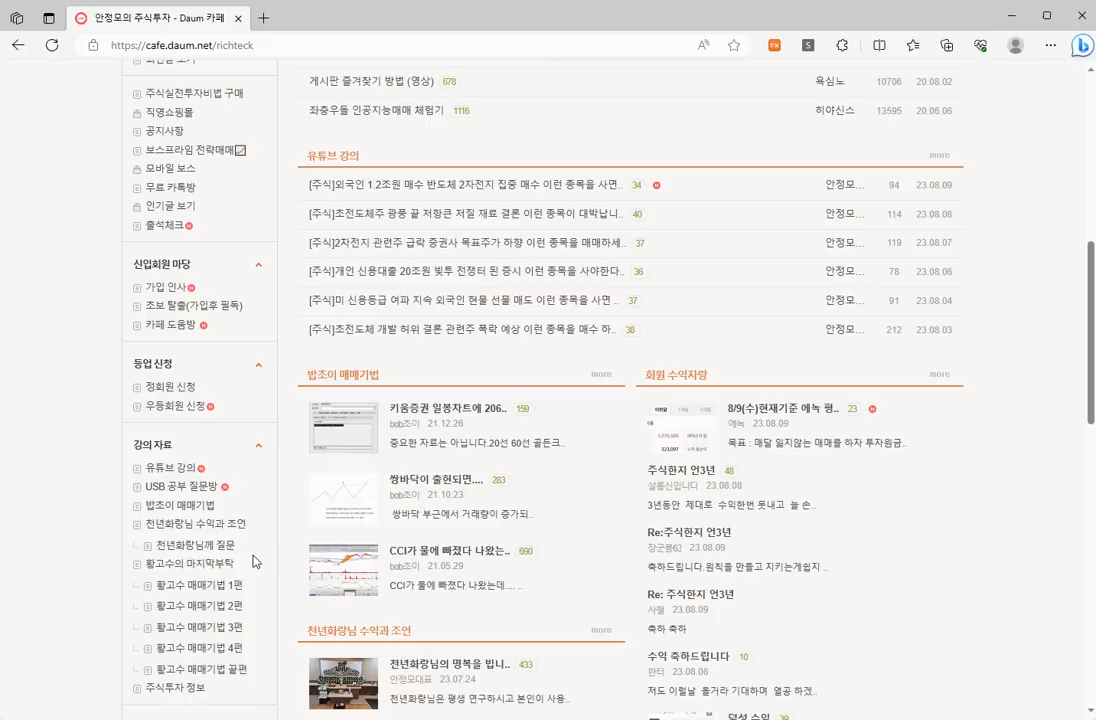 안정모의 주식투자 - Daum 카페
https://cafe.daum.net/richteck
주식실전투자비법 구매
직영쇼핑몰
공지사항
보스프라임 전략매매
모바일 보스
무료 카톡방
인기글 보기
출석체크
신입회원 마당
가입 인사
초보 탈출(가입후 필독)
카페 도움방
등업 신청
정회원 신청
우등회원 신청
강의 자료
유튜브 강의
USB 공부 질문방
밥조이 매매기법
천년화랑님 수익과 조언
천년화랑님께 질문
황고수의 마지막부탁
황고수 매매기법 1편
황고수 매매기법 2편
황고수 매매기법 3편
황고수 매매기법 4편
황고수 매매기법 끝편
주식투자 정보
게시판 즐겨찾기 방법 (영상) 678 욕심노 10706 20.08.02
좌충우돌 인공지능매매 체험기 1116 히야신스 13595 20.06.06
유튜브 강의 more
[주식]외국인 1.2조원 매수 반도체 2차전지 집중 매수 이런 종목을 사면.. 34 안정모... 94 23.08.09
[주식]초전도체주 광풍 끝 저항큰 저질 재료 결론 이런 종목이 대박납니.. 40 안정모... 114 23.08.08
[주식]2차전지 관련주 급락 증권사 목표주가 하향 이런 종목을 매매하세.. 37 안정모... 119 23.08.07
[주식]개인 신용대출 20조원 빚투 전쟁터 된 증시 이런 종목을 사야한다.. 36 안정모... 78 23.08.06
[주식]미 신용등급 여파 지속 외국인 현물 선물 매도 이런 종목을 사면 .. 37 안정모... 91 23.08.04
[주식]초전도체 개발 허위 결론 관련주 폭락 예상 이런 종목을 매수 하.. 38 안정모... 212 23.08.03
밥조이 매매기법 more
키움증권 일봉차트에 206.. 159
bob조이 21.12.26
중요한 자료는 아닙니다.20선 60선 골든크..
쌍바닥이 출현되면.... 283
bob조이 21.10.23
쌍바닥 부근에서 거래량이 증가되..
CCI가 물에 빠졌다 나왔는.. 690
bob조이 21.05.29
CCI가 물에 빠졌다 나왔는데.... ..
천년화랑님 수익과 조언 more
천년화랑님의 명복을 빕니.. 433
안정모대표 23.07.24
천년화랑님은 평생 연구하시고 본인이 사용..
회원 수익자랑 more
8/9(수)현재기준 에녹 평.. 23
에녹 23.08.09
목표 : 매달 잃지않는 매매를 하자 투자원금..
주식한지 언3년 48
살롬신입니다 23.08.08
3년동안 제대로 수익한번 못내고 늘 손..
Re:주식한지 언3년
장군봉63 23.08.09
축하드립니다.원칙을 만들고 지키는게쉽지 ..
Re: 주식한지 언3년
사철 23.08.09
축하 축하
수익 축하드립니다 10
한터 23.08.06
저도 이럴날 올거라 기대하며 열공 하겠..